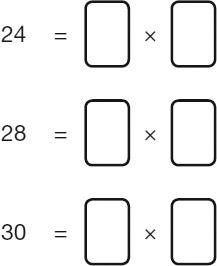 24 = ×
28 = ×
30 = ×